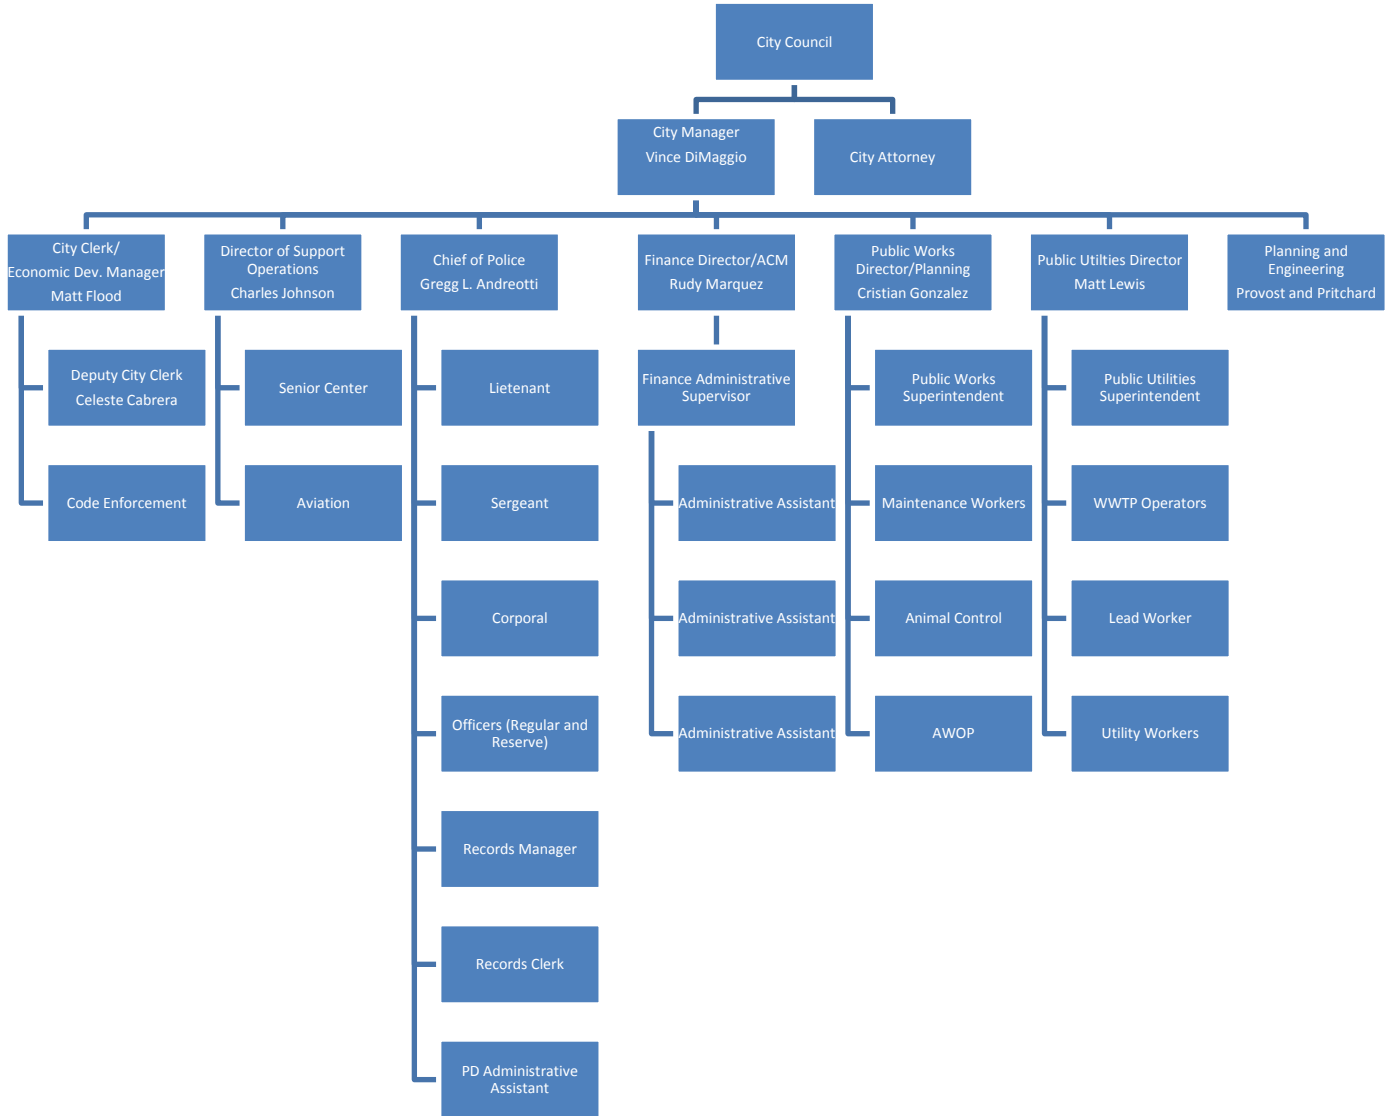 City Council
City Manager
Vince DiMaggio
City Attorney
City Clerk/
Economic Dev. Manager
Matt Flood
Director of Support
Operations
Charles Johnson
Chief of Police
Gregg L. Andreotti
Finance Director/ACM
Rudy Marquez
Public Works
Director/Planning
Cristian Gonzalez
Public Utilties Director
Matt Lewis
Planning and
Engineering
Provost and Pritchard
Deputy City Clerk
Celeste Cabrera
Senior Center
Lietenant
Finance Administrative
Supervisor
Public Works
Superintendent
Public Utilities
Superintendent
Code Enforcement
Aviation
Sergeant
Administrative Assistant
Maintenance Workers
WWTP Operators
Corporal
Administrative Assistant
Animal Control
Lead Worker
Officers (Regular and
Reserve)
Administrative Assistant
AWOP
Utility Workers
Records Manager
Records Clerk
PD Administrative
Assistant